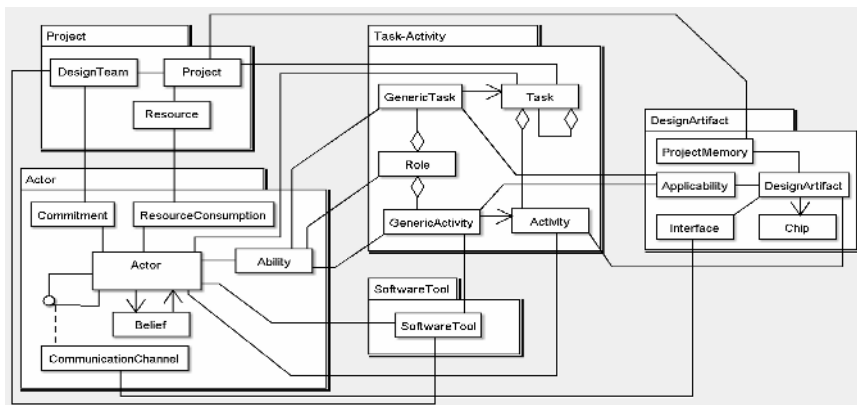 Project
DesignTeam
Project
Resource
Task-Activity
GenericTask
Task
Role
GenericActivity
Activity
DesignArtifact
ProjectMemory
Applicability
DesignArtifact
Interface
Chip
Actor
Commitment
ResourceConsumption
Actor
Ability
Belief
CommunicationChannel
SoftwareTool
SoftwareTool